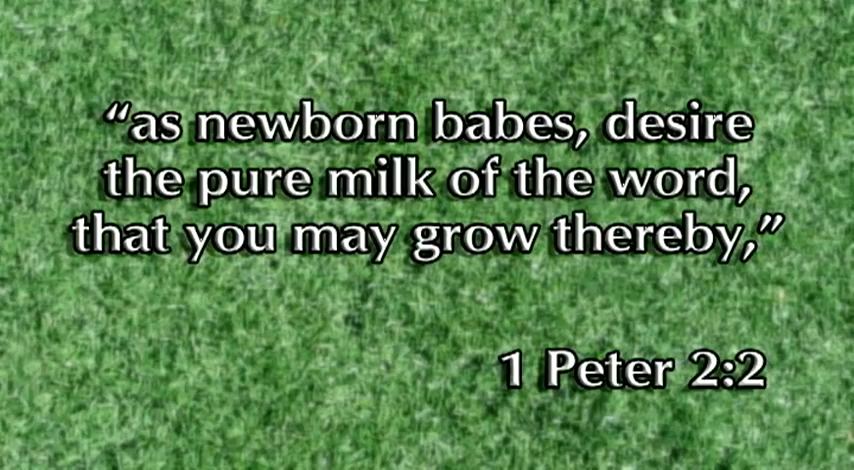 “as newborn babes, desire
the pure milk of the word,
that you may grow thereby,”
1 Peter 2:2